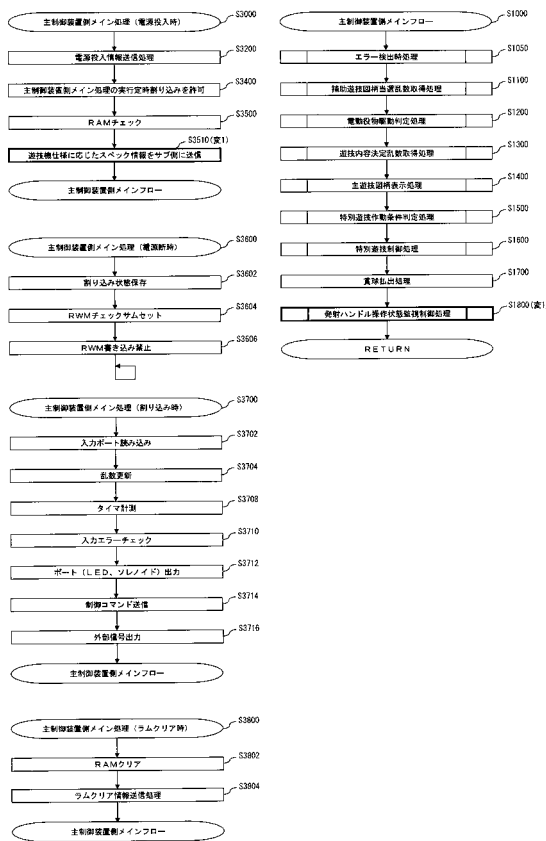 主制御装置側メイン処理（電源投入時）
S3000
電源投入情報送信処理
S3200
主制御装置側メイン処理の実行定時割り込みを許可
S3400
RAMチェック
S3500
遊技機仕様に応じたスペック情報をサブ側に送信
S3510(変1)
主制御装置側メインフロー
主制御装置側メイン処理（電源断時）
S3600
割り込み状態保存
S3602
RWMチェックサムセット
S3604
RWM書き込み禁止
S3606
主制御装置側メイン処理（割り込み時）
S3700
入力ポート読み込み
S3702
乱数更新
S3704
タイマ計測
S3708
入力エラーチェック
S3710
ポート（LED、ソレノイド）出力
S3712
制御コマンド送信
S3714
外部信号出力
S3716
主制御装置側メインフロー
主制御装置側メイン処理（ラムクリア時）
S3800
RAMクリア
S3802
ラムクリア情報送信処理
S3804
主制御装置側メインフロー
主制御装置側メインフロー
S1000
エラー検出時処理
S1050
補助遊技図柄当選乱数取得処理
S1100
電動役物駆動判定処理
S1200
遊技内容決定乱数取得処理
S1300
主遊技図柄表示処理
S1400
特別遊技作動条件判定処理
S1500
特別遊技制御処理
S1600
賞球払出処理
S1700
発射ハンドル操作状態監視制御処理
S1800(変1
RETURN